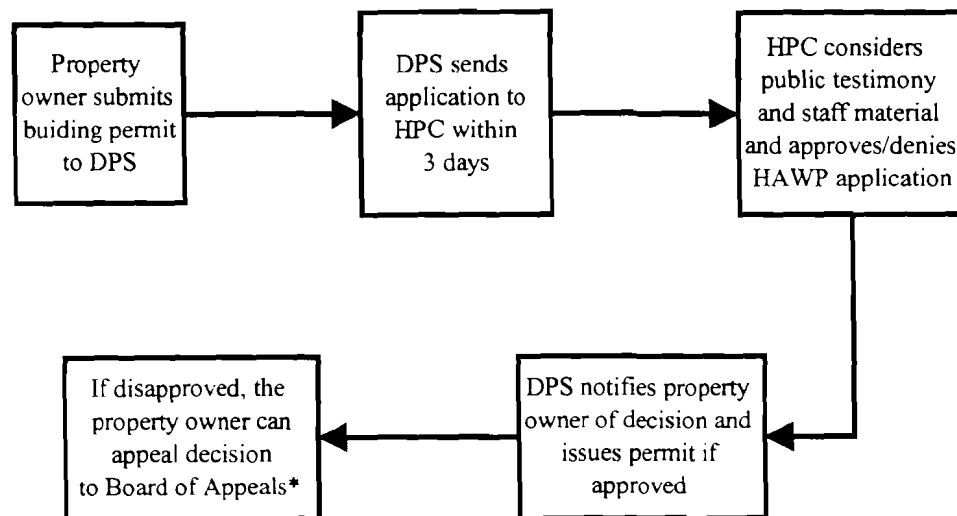 Property
owner submits
buiding permit
to DPS
DPS sends
application to
HPC within
3 days
HPC considers
public testimony
and staff material
and approves/denies
HAWP application
If disapproved, the
property owner can
appeal decision
to Board of Appeals*
DPS notifies property
owner of decision and
issues permit if
approved